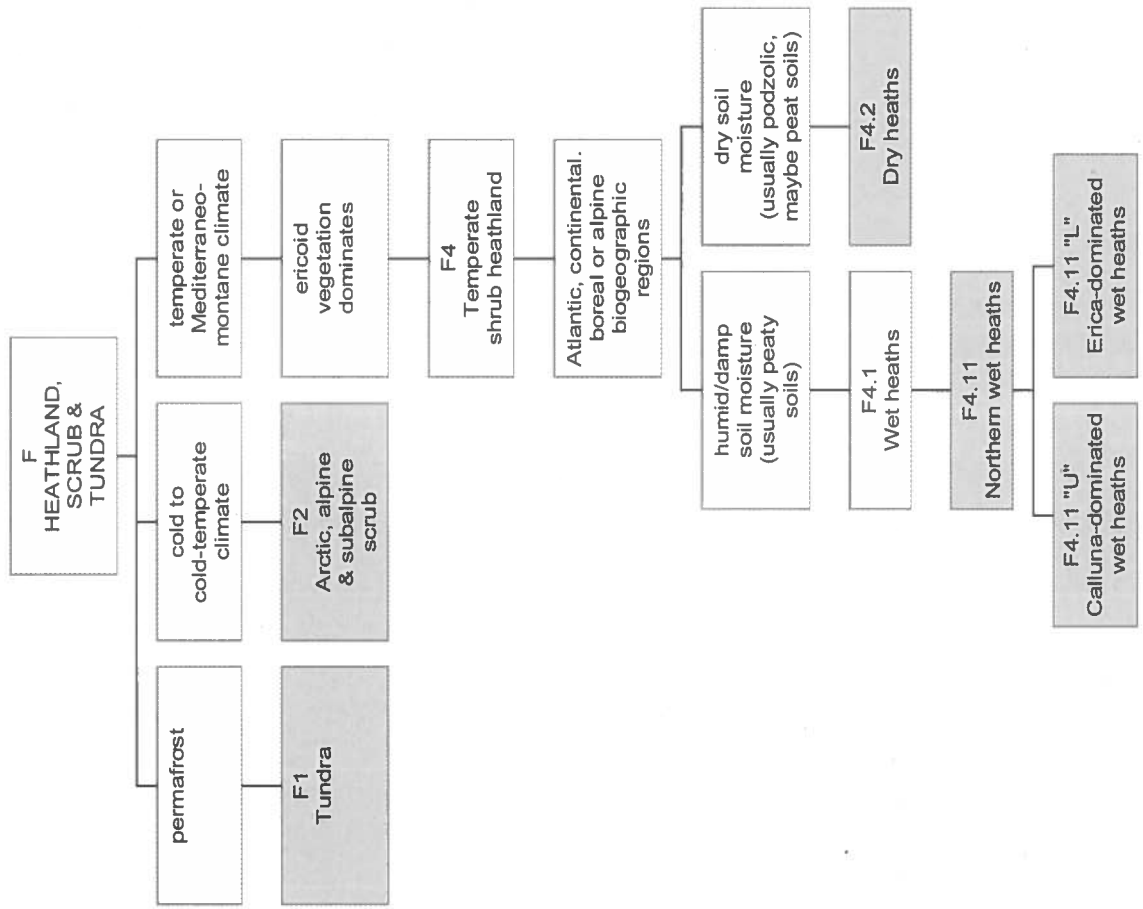 F
HEATHLAND,
SCRUB &
TUNDRA
permafrost
cold to
cold-temperate
climate
temperate or
Mediterraneo-
montane climate
F1
Tundra
F2
Arctic, alpine
& subalpine
scrub
ericoid
vegetation
dominates
F4
Temperate
shrub heathland
Atlantic, continental.
boreal or alpine
biogeographic
regions
humid/damp
soil moisture
(usually peaty
soils)
dry soil
moisture
(usually podzolic,
maybe peat soils)
F4.1
Wet heaths
F4.2
Dry heaths
F4.11
Northern wet heaths
F4.11 "U"
Calluna-dominated
wet heaths
F4.11 "L"
Erica-dominated
wet heaths